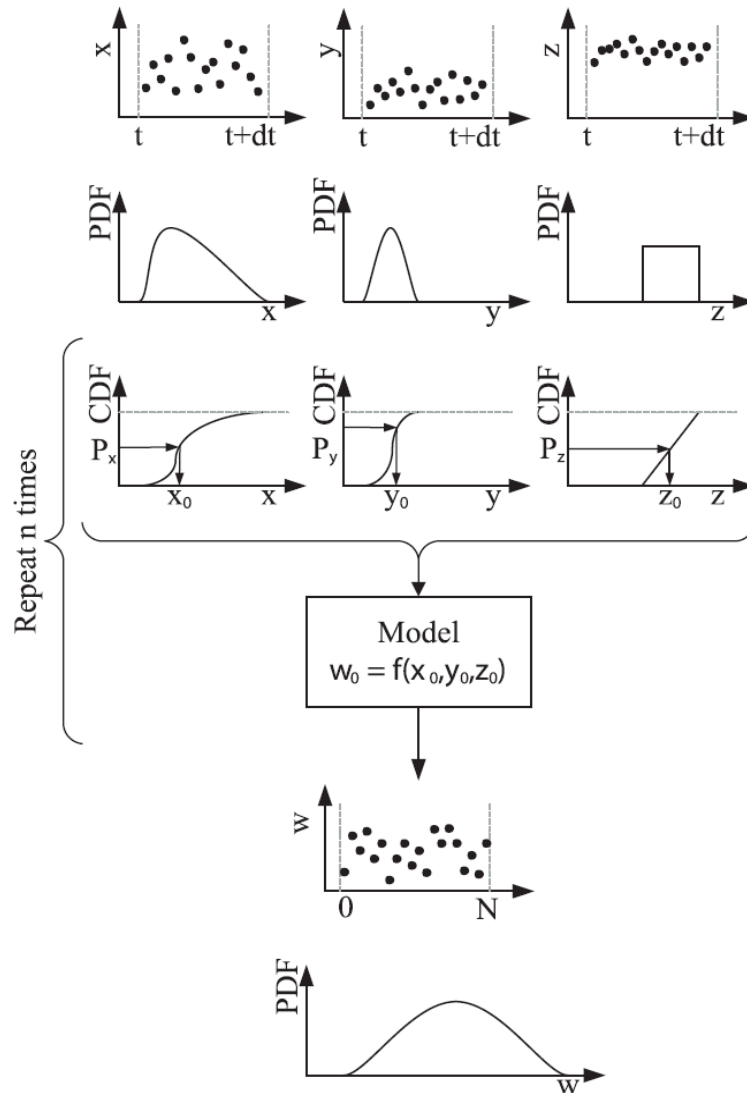 x
t
t+dt
y
t
t+dt
z
t
t+dt
PDF
x
PDF
y
PDF
z
Repeat n times
CDF
Px
x0
x
CDF
Py
y0
y
CDF
Pz
z0
z
Model
w0 = f(x0,y0,z0)
w
0
N
PDF
w